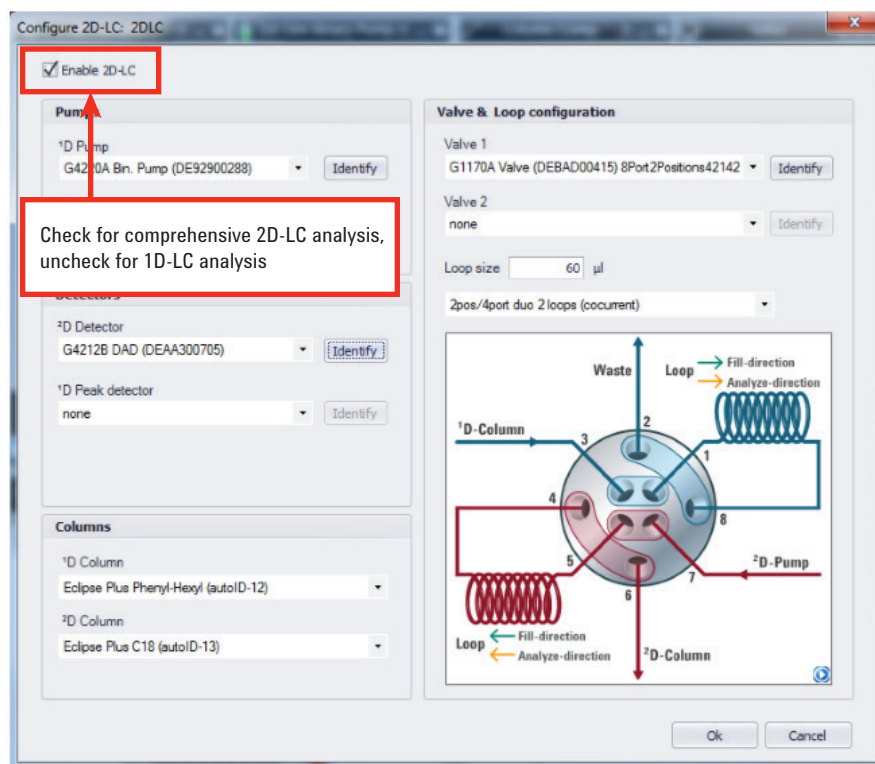 Configure 2D-LC: 2DLC
Enable 2D-LC
Pump
¹D Pump
G4220A Bin. Pump (DE92900288)
Identify
Check for comprehensive 2D-LC analysis,
uncheck for 1D-LC analysis
Detectors
²D Detector
G4212B DAD (DEAA300705)
Identify
¹D Peak detector
none
Identify
Columns
¹D Column
Eclipse Plus Phenyl-Hexyl (autoID-12)
²D Column
Eclipse Plus C18 (autoID-13)
Valve & Loop configuration
Valve 1
G1170A Valve (DEBAD00415) 8Port2Positions42142
Identify
Valve 2
none
Identify
Loop size 60 µl
2pos/4port duo 2 loops (cocurrent)
Waste
Loop
Fill-direction
Analyze-direction
¹D-Column
2
3
1
4
8
5
7
6
²D-Pump
Loop
Fill-direction
Analyze-direction
²D-Column
Ok
Cancel